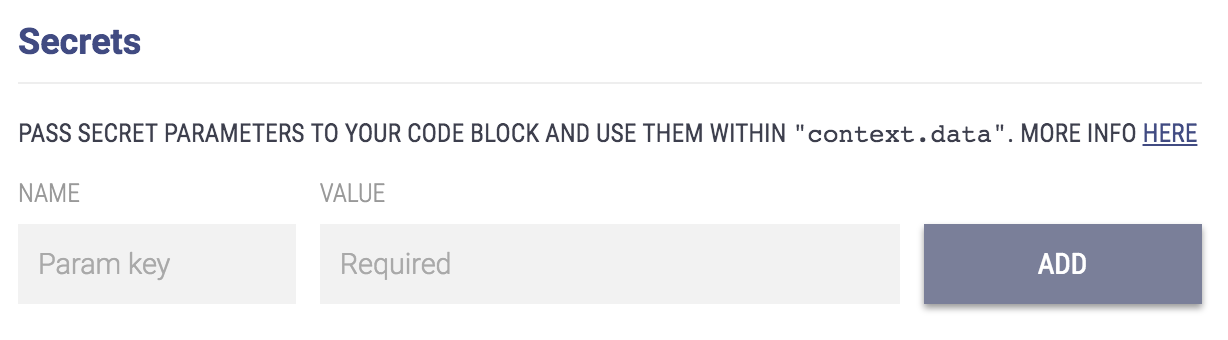 Secrets
PASS SECRET PARAMETERS TO YOUR CODE BLOCK AND USE THEM WITHIN "context.data". MORE INFO HERE
NAME VALUE
Param key Required ADD